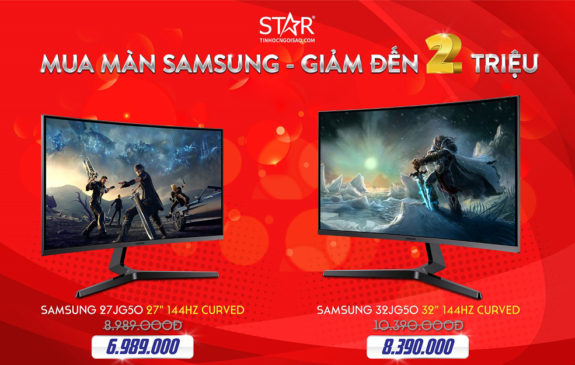 STAR
TINHOCNGOISAO.COM
MUA MÀN SAMSUNG - GIẢM ĐẾN 2 TRIỆU
SAMSUNG 27JG50 27" 144HZ CURVED
8.989.000Đ
6.989.000
SAMSUNG 32JG50 32" 144HZ CURVED
10.390.000Đ
8.390.000